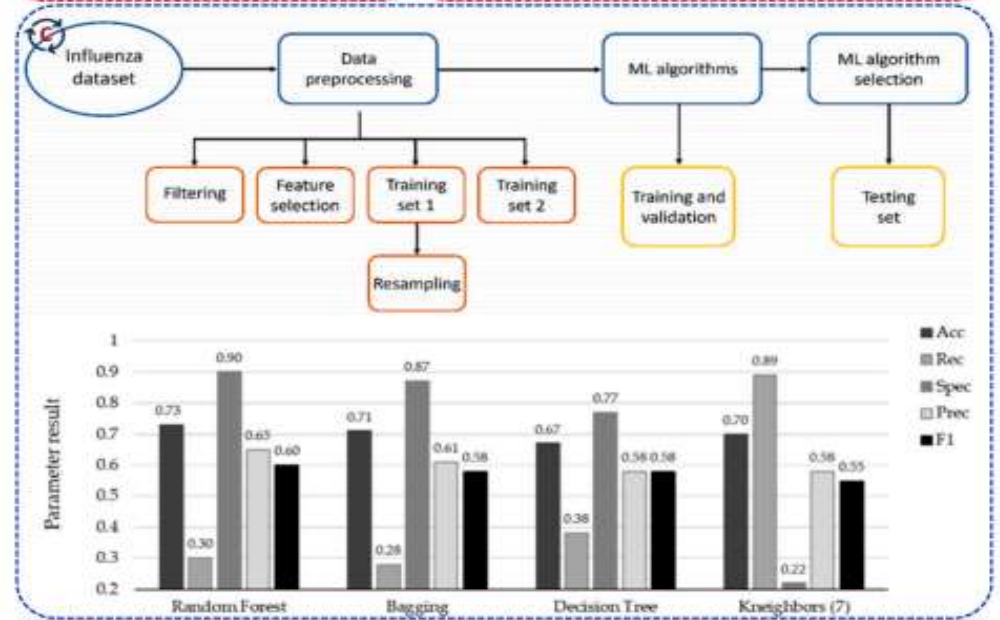 C
Influenza
dataset
Data
preprocessing
ML algorithms
ML algorithm
selection
Filtering
Feature
selection
Training
set 1
Training
set 2
Training and
validation
Testing
set
Resampling
Parameter result
1
0.9
0.8
0.7
0.6
0.5
0.4
0.3
0.2
0.73
0.30
0.90
0.65
0.60
0.71
0.28
0.87
0.61
0.58
0.67
0.38
0.77
0.58
0.58
0.70
0.89
0.22
0.58
0.55
Random Forest
Bagging
Decision Tree
Kneighbors (7)
Acc
Rec
Spec
Prec
F1